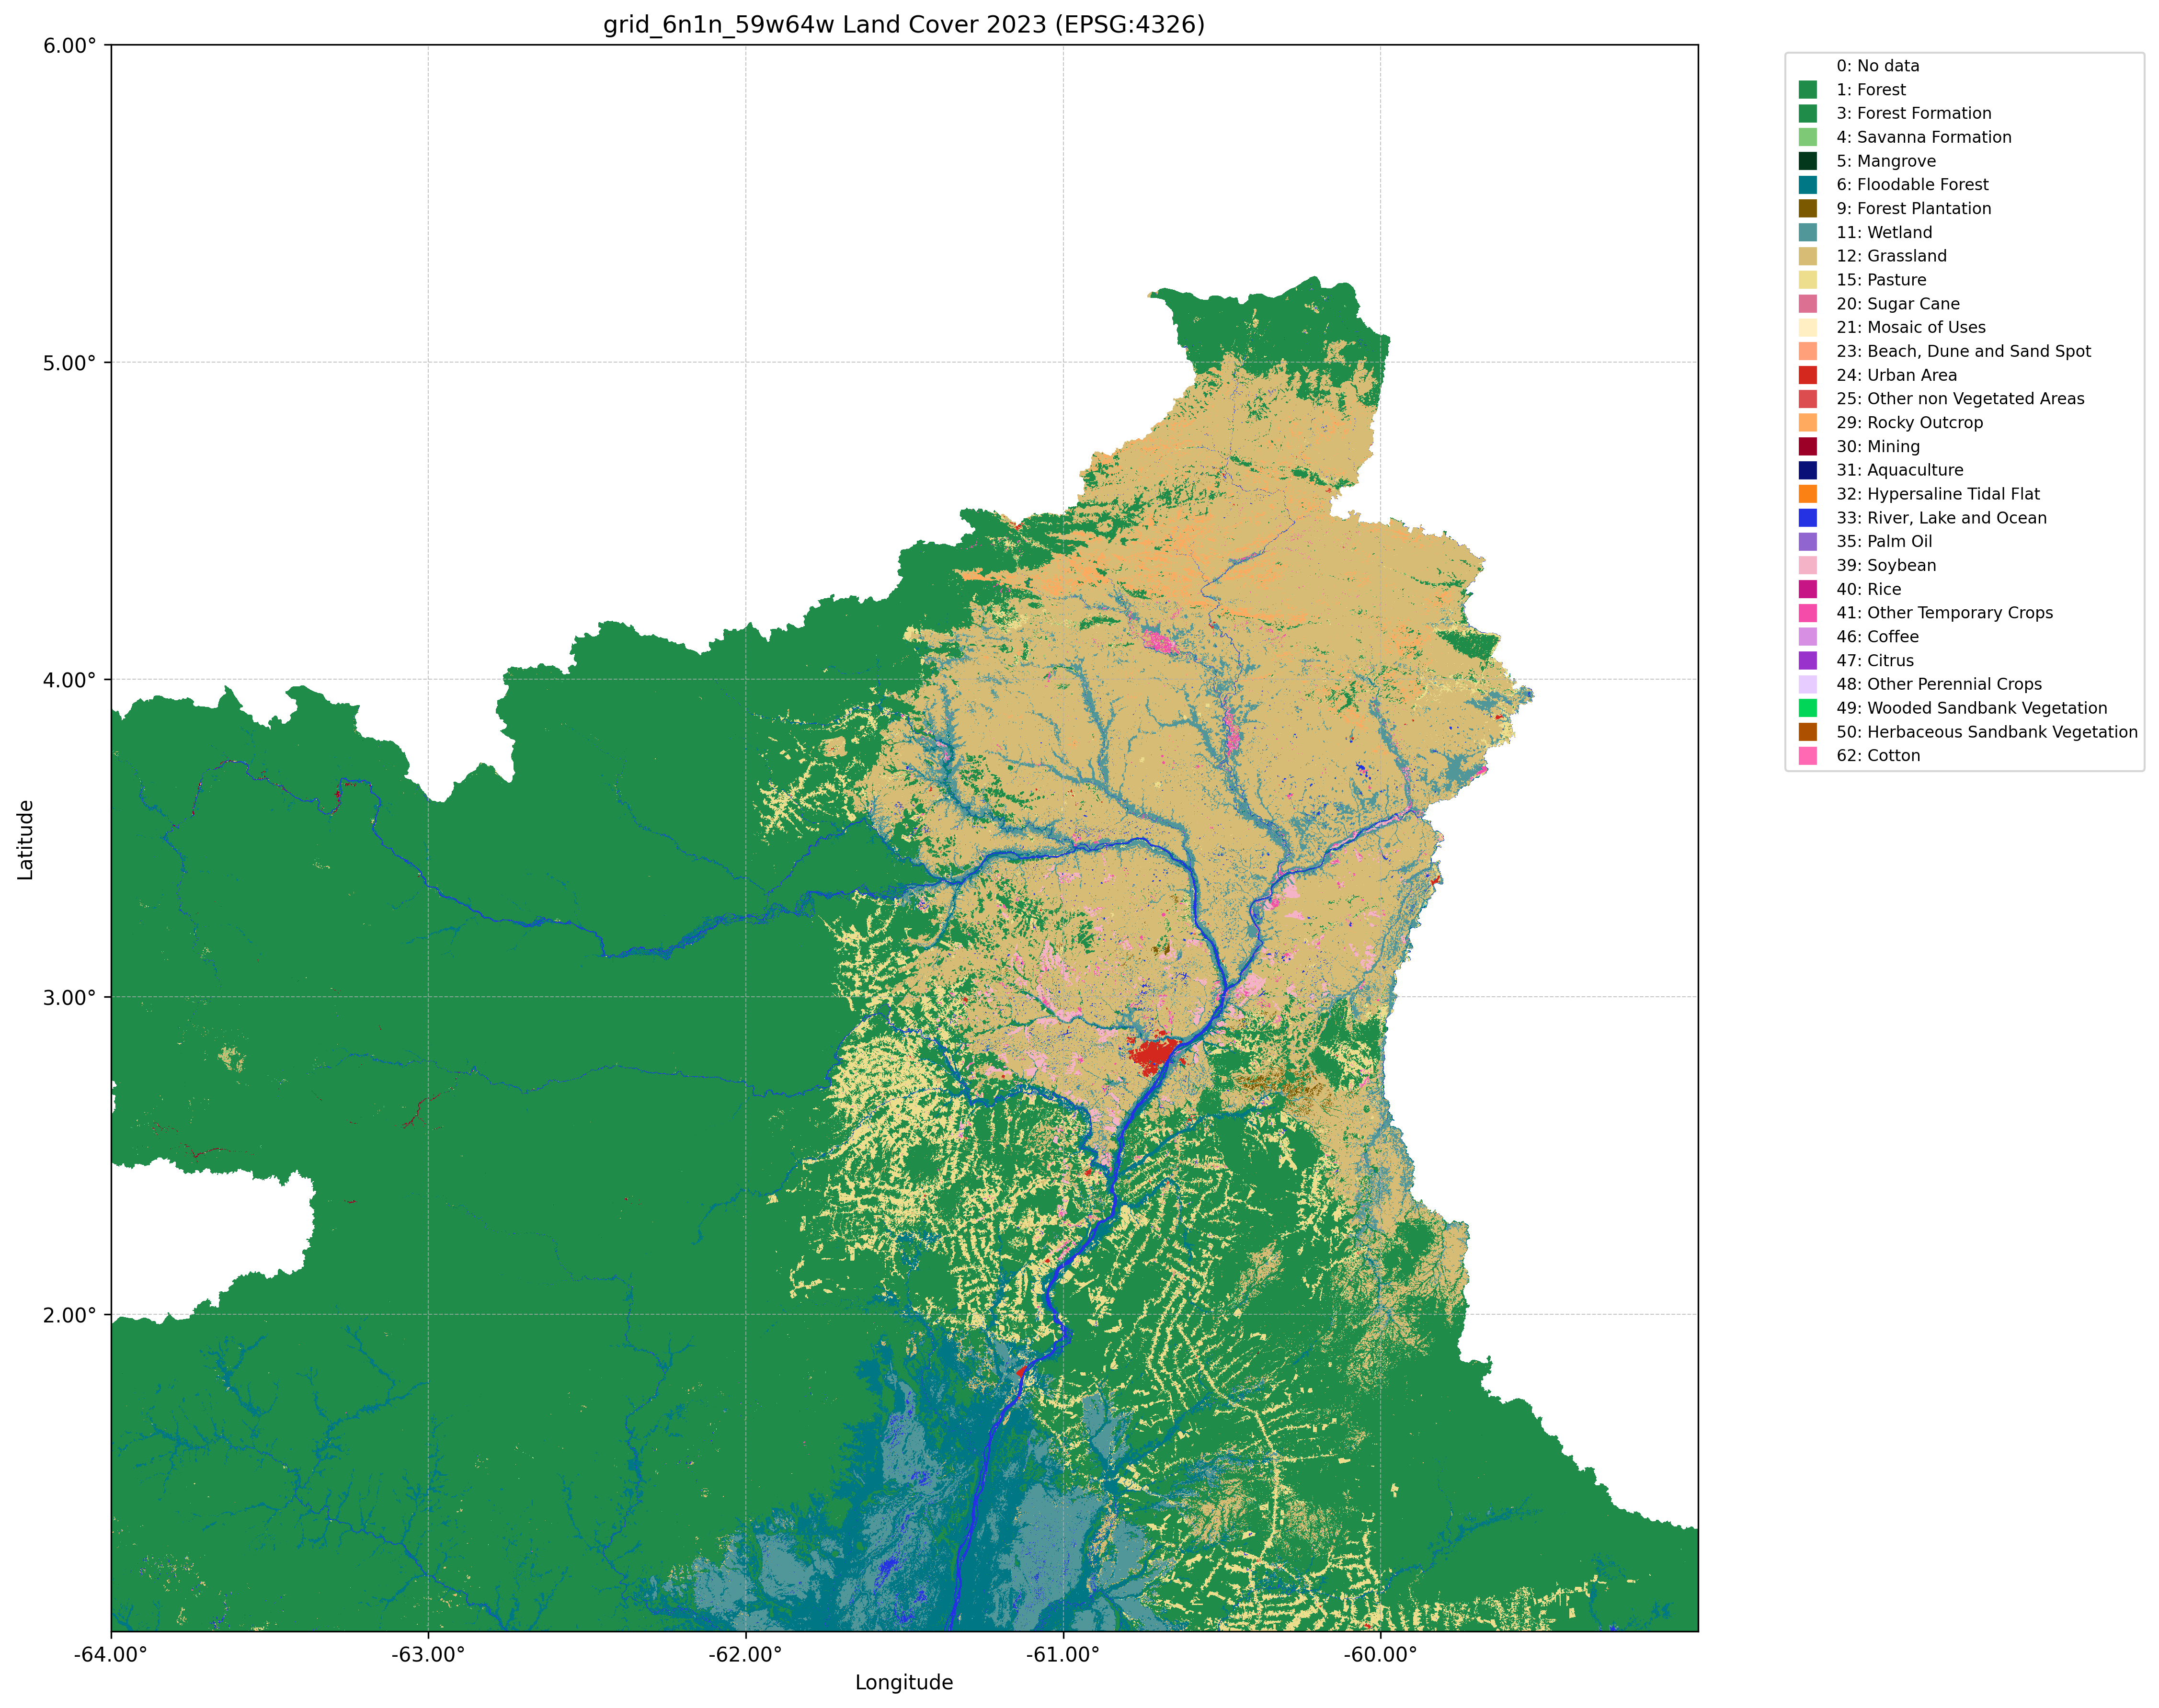 grid_6n1n_59w64w Land Cover 2023 (EPSG:4326)
6.00°
5.00°
4.00°
3.00°
2.00°
Latitude
-64.00°
-63.00°
-62.00°
-61.00°
-60.00°
Longitude
0: No data
1: Forest
3: Forest Formation
4: Savanna Formation
5: Mangrove
6: Floodable Forest
9: Forest Plantation
11: Wetland
12: Grassland
15: Pasture
20: Sugar Cane
21: Mosaic of Uses
23: Beach, Dune and Sand Spot
24: Urban Area
25: Other non Vegetated Areas
29: Rocky Outcrop
30: Mining
31: Aquaculture
32: Hypersaline Tidal Flat
33: River, Lake and Ocean
35: Palm Oil
39: Soybean
40: Rice
41: Other Temporary Crops
46: Coffee
47: Citrus
48: Other Perennial Crops
49: Wooded Sandbank Vegetation
50: Herbaceous Sandbank Vegetation
62: Cotton